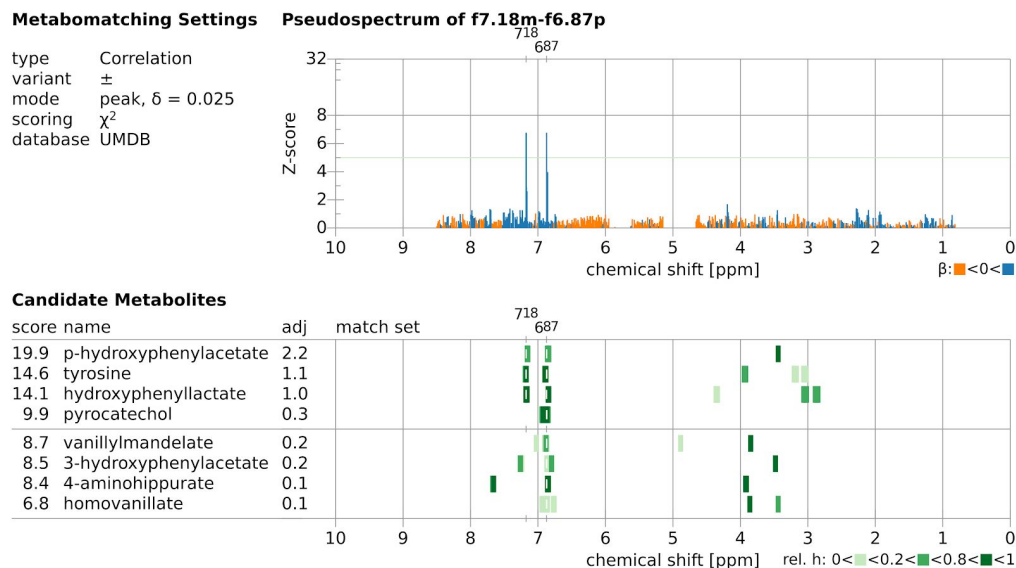 Metabomatching Settings
type Correlation
variant ±
mode peak, δ = 0.025
scoring χ²
database UMDB
Pseudospectrum of f7.18m-f6.87p
718
687
Z-score
32
8
6
4
2
0
10 9 8 7 6 5 4 3 2 1 0
chemical shift [ppm]
β: <0<
Candidate Metabolites
718
687
score name adj match set
19.9 p-hydroxyphenylacetate 2.2
14.6 tyrosine 1.1
14.1 hydroxyphenyllactate 1.0
9.9 pyrocatechol 0.3
8.7 vanillylmandelate 0.2
8.5 3-hydroxyphenylacetate 0.2
8.4 4-aminohippurate 0.1
6.8 homovanillate 0.1
10 9 8 7 6 5 4 3 2 1 0
chemical shift [ppm]
rel. h: 0< <0.2< <0.8< <1